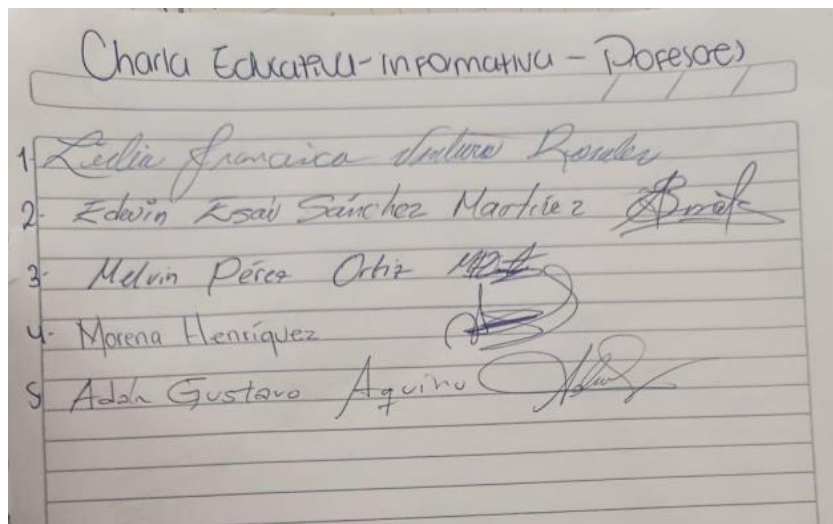 Charla Educativa-informativa - Profesores
1- Lidia Francisca Ventura Rosales
2- Edwin Esaú Sánchez Martínez
3- Melvin Pérez Ortiz
4- Morena Henríquez
5 Adán Gustavo Aquino